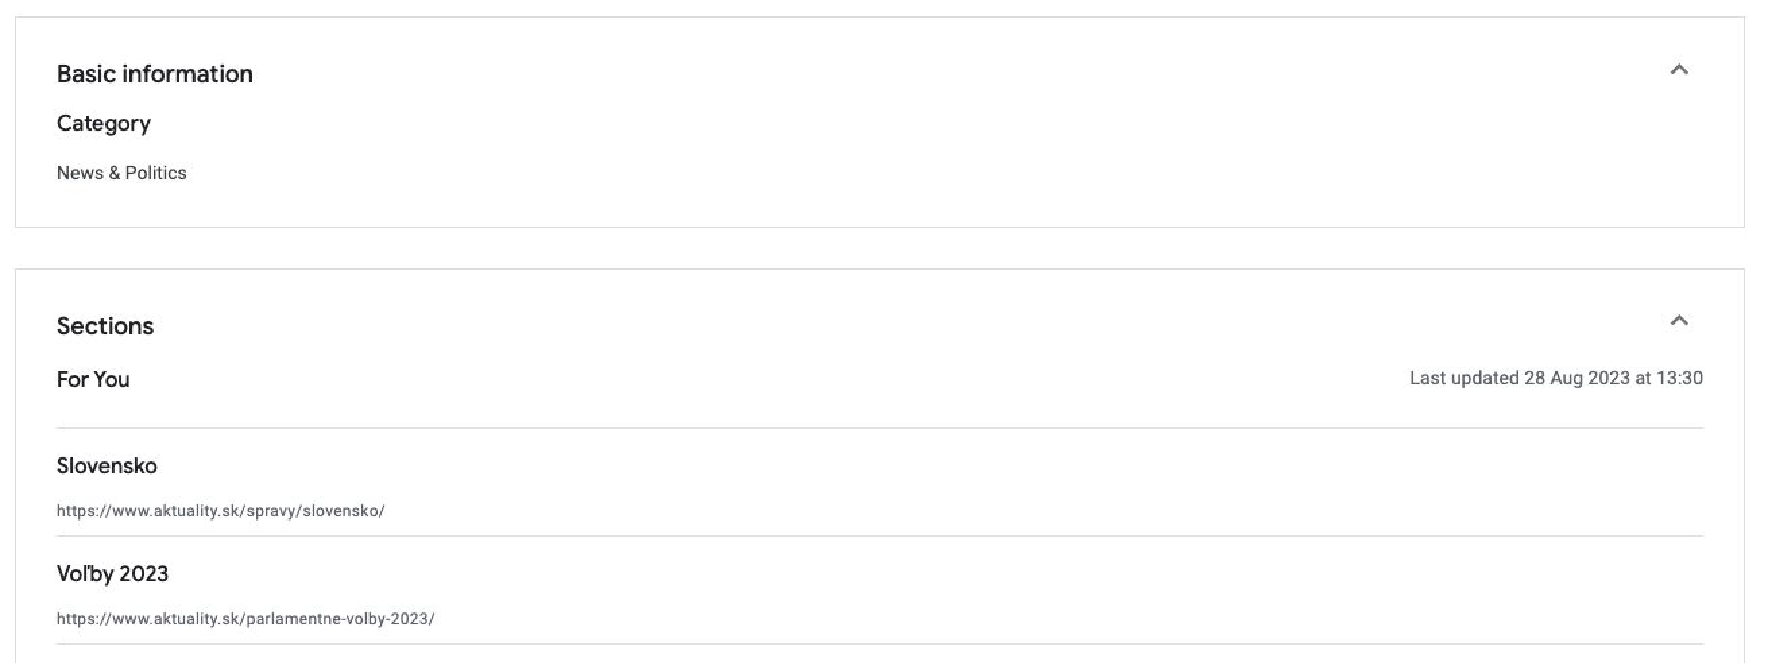 Basic information
Category
News & Politics
Sections
For You
Last updated 28 Aug 2023 at 13:30
Slovensko
https://www.aktuality.sk/spravy/slovensko/
Voľby 2023
https://www.aktuality.sk/parlamentne-volby-2023/